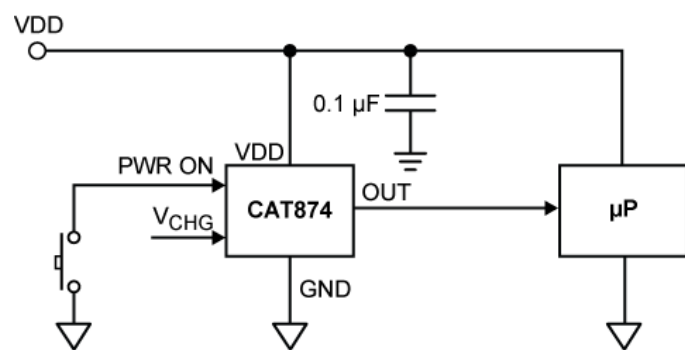 VDD
0.1 µF
VDD
PWR ON
CAT874
OUT
µP
VCHG
GND